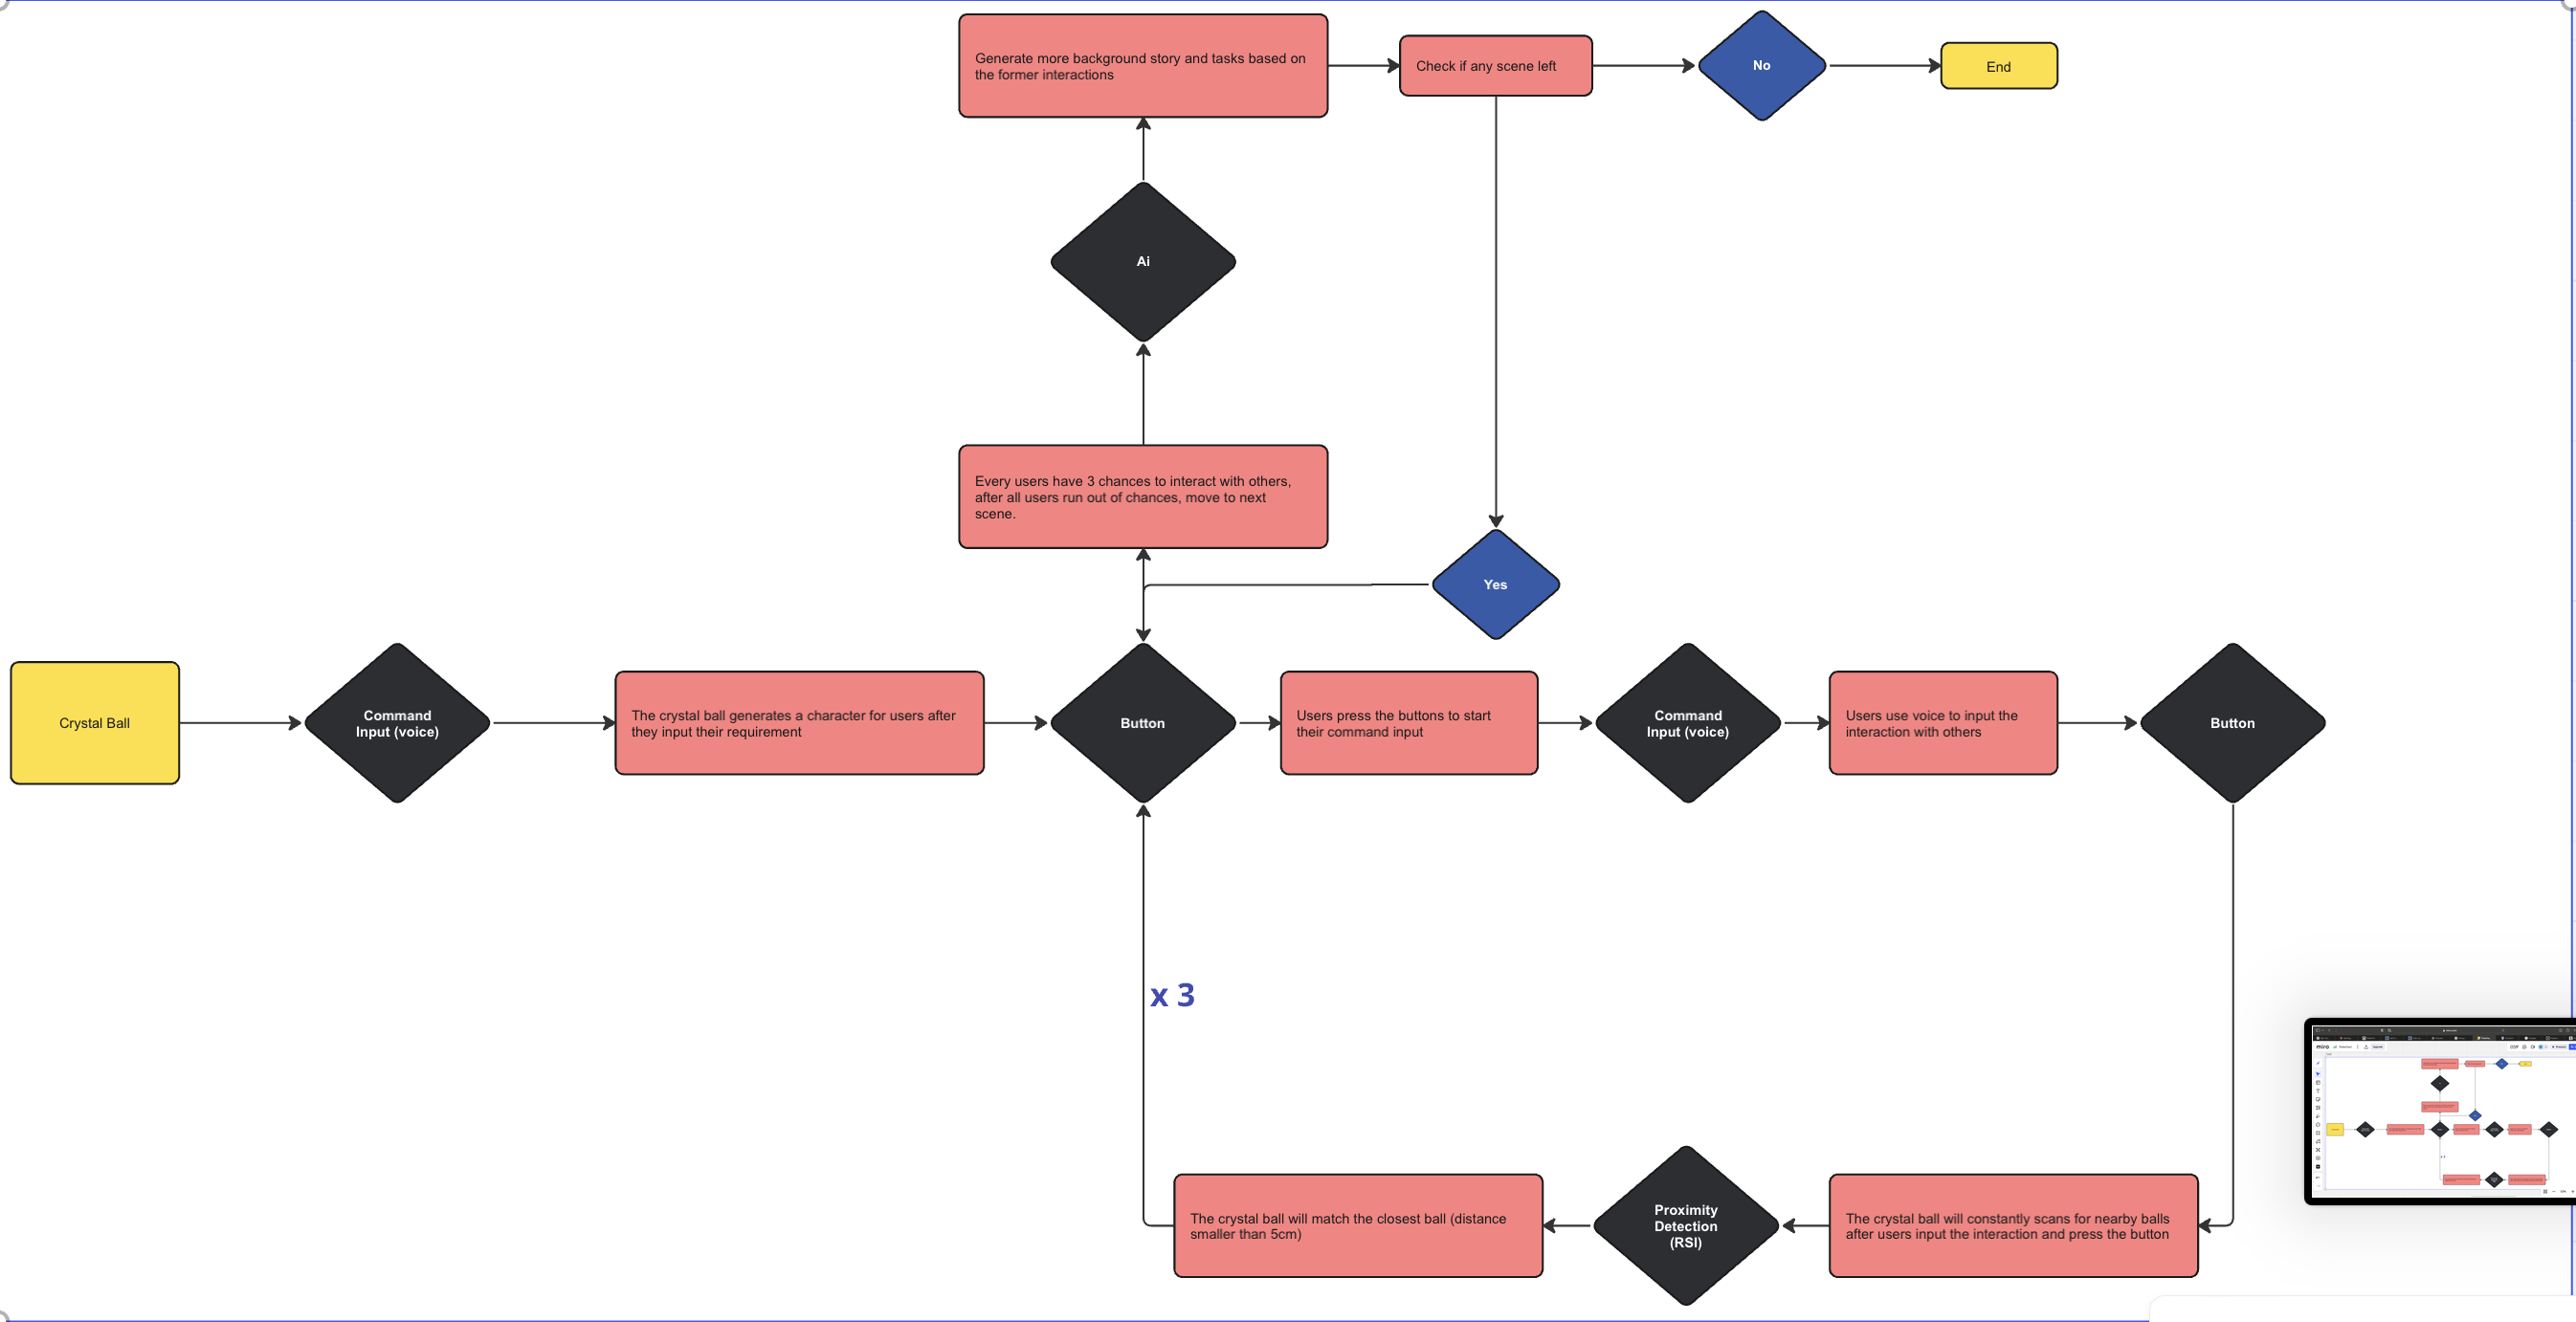 Generate more background story and tasks based on
the former interactions
Check if any scene left
No
End
Ai
Every users have 3 chances to interact with others,
after all users run out of chances, move to next
scene.
Yes
Crystal Ball
Command
Input (voice)
The crystal ball generates a character for users after
they input their requirement
Button
Users press the buttons to start
their command input
Command
Input (voice)
Users use voice to input the
interaction with others
Button
x 3
The crystal ball will match the closest ball (distance
smaller than 5cm)
Proximity
Detection
(RSI)
The crystal ball will constantly scans for nearby balls
after users input the interaction and press the button
miro